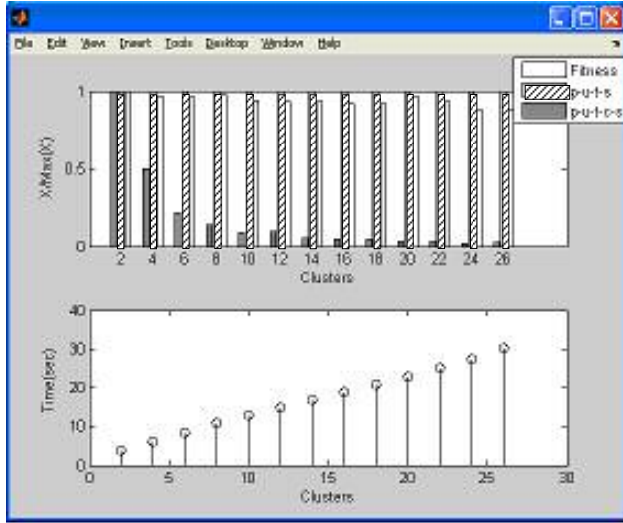 File Edit View Insert Tools Desktop Window Help
Fitness
p-u-t-s
p-u-t-c-s
1
0.5
0
X/Max(X)
2 4 6 8 10 12 14 16 18 20 22 24 26
Clusters
40
30
20
10
0
Time(sec)
0 5 10 15 20 25 30
Clusters